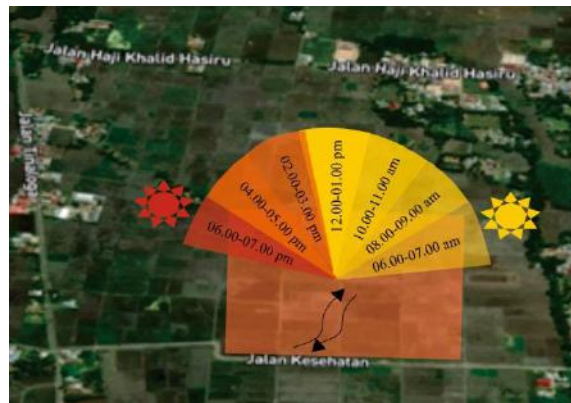 Jalan Haji Khalid Hasiru
Jalan Haji Khalid Hasiru
06.00-07.00 pm
04.00-05.00 pm
02.00-03.00 pm
12.00-01.00 pm
10.00-11.00 am
08.00-09.00 am
06.00-07.00 am
Jalan Kesehatan